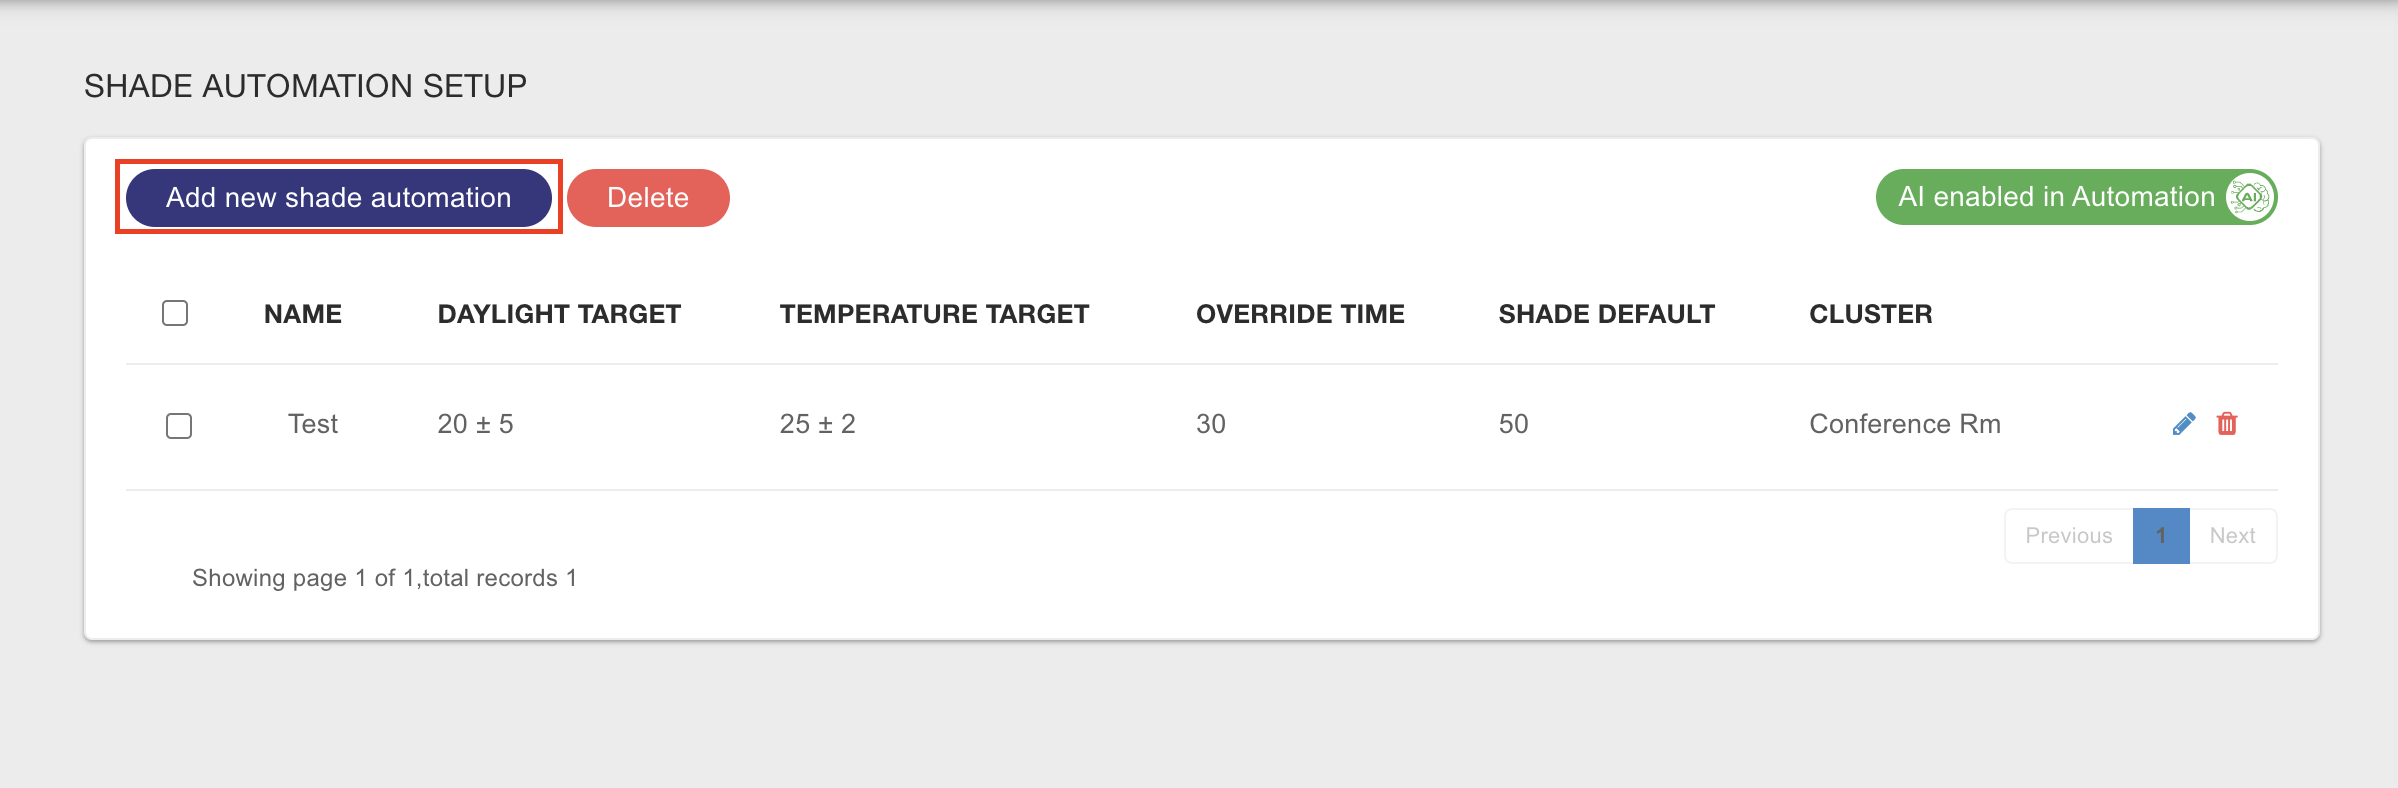 SHADE AUTOMATION SETUP
Add new shade automation Delete AI enabled in Automation AI
NAME DAYLIGHT TARGET TEMPERATURE TARGET OVERRIDE TIME SHADE DEFAULT CLUSTER
Test 20 ± 5 25 ± 2 30 50 Conference Rm
Previous 1 Next
Showing page 1 of 1,total records 1